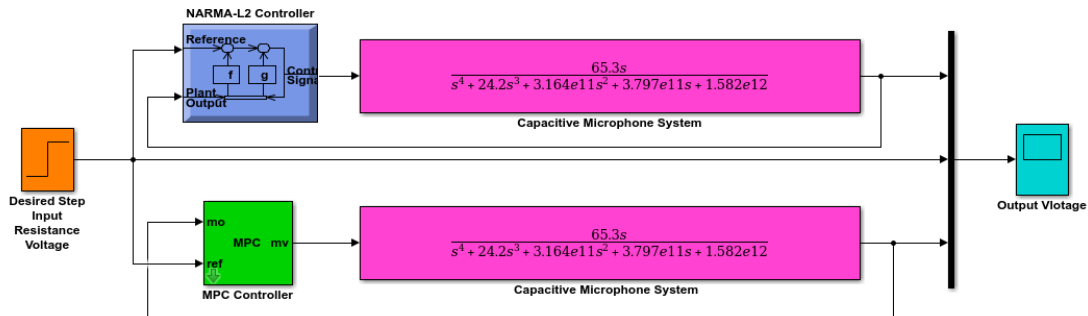 NARMA-L2 Controller
Reference
f
g
Plant
Output
Contr
Signa
65.3s
s⁴ + 24.2s³ + 3.164e11s² + 3.797e11s + 1.582e12
Capacitive Microphone System
Desired Step
Input
Resistance
Voltage
Output Vlotage
mo
MPC
mv
ref
MPC Controller
65.3s
s⁴ + 24.2s³ + 3.164e11s² + 3.797e11s + 1.582e12
Capacitive Microphone System